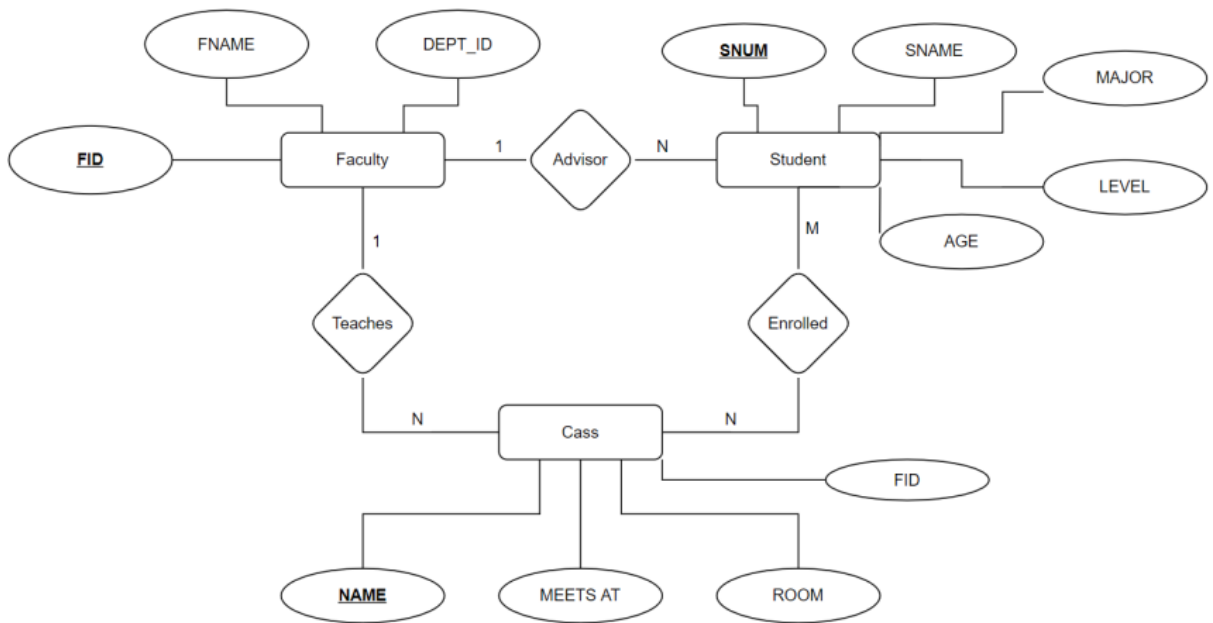 FNAME
DEPT_ID
SNUM
SNAME
MAJOR
FID
Faculty
1
Advisor
N
Student
LEVEL
1
M
AGE
Teaches
Enrolled
N
Cass
N
FID
NAME
MEETS AT
ROOM